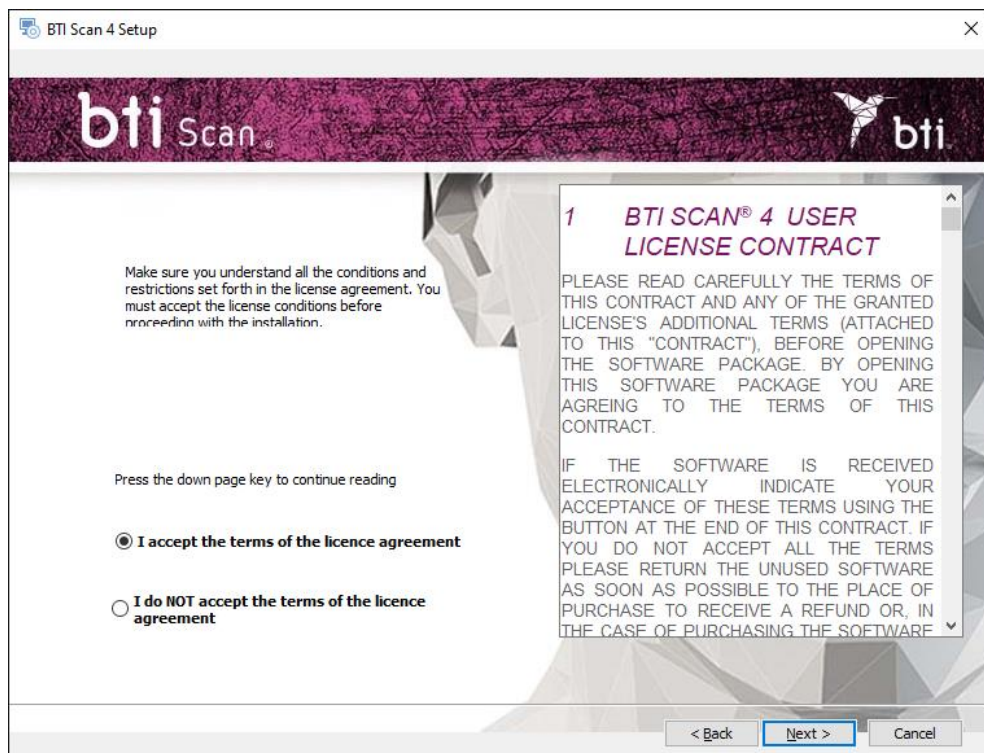 BTI Scan 4 Setup
bti Scan®
bti
Make sure you understand all the conditions and
restrictions set forth in the license agreement. You
must accept the license conditions before
proceeding with the installation.
Press the down page key to continue reading
I accept the terms of the licence agreement
I do NOT accept the terms of the licence
agreement
1 BTI SCAN® 4 USER
LICENSE CONTRACT
PLEASE READ CAREFULLY THE TERMS OF
THIS CONTRACT AND ANY OF THE GRANTED
LICENSE'S ADDITIONAL TERMS (ATTACHED
TO THIS "CONTRACT"), BEFORE OPENING
THE SOFTWARE PACKAGE. BY OPENING
THIS SOFTWARE PACKAGE YOU ARE
AGREING TO THE TERMS OF THIS
CONTRACT.
IF THE SOFTWARE IS RECEIVED
ELECTRONICALLY INDICATE YOUR
ACCEPTANCE OF THESE TERMS USING THE
BUTTON AT THE END OF THIS CONTRACT. IF
YOU DO NOT ACCEPT ALL THE TERMS
PLEASE RETURN THE UNUSED SOFTWARE
AS SOON AS POSSIBLE TO THE PLACE OF
PURCHASE TO RECEIVE A REFUND OR, IN
THE CASE OF PURCHASING THE SOFTWARE
< Back
Next >
Cancel